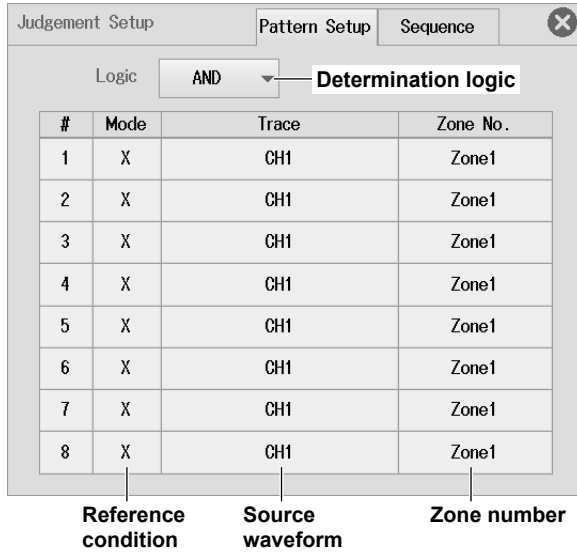 Judgement Setup Pattern Setup Sequence
Logic AND Determination logic
# Mode Trace Zone No.
1 X CH1 Zone1
2 X CH1 Zone1
3 X CH1 Zone1
4 X CH1 Zone1
5 X CH1 Zone1
6 X CH1 Zone1
7 X CH1 Zone1
8 X CH1 Zone1
Reference condition
Source waveform
Zone number